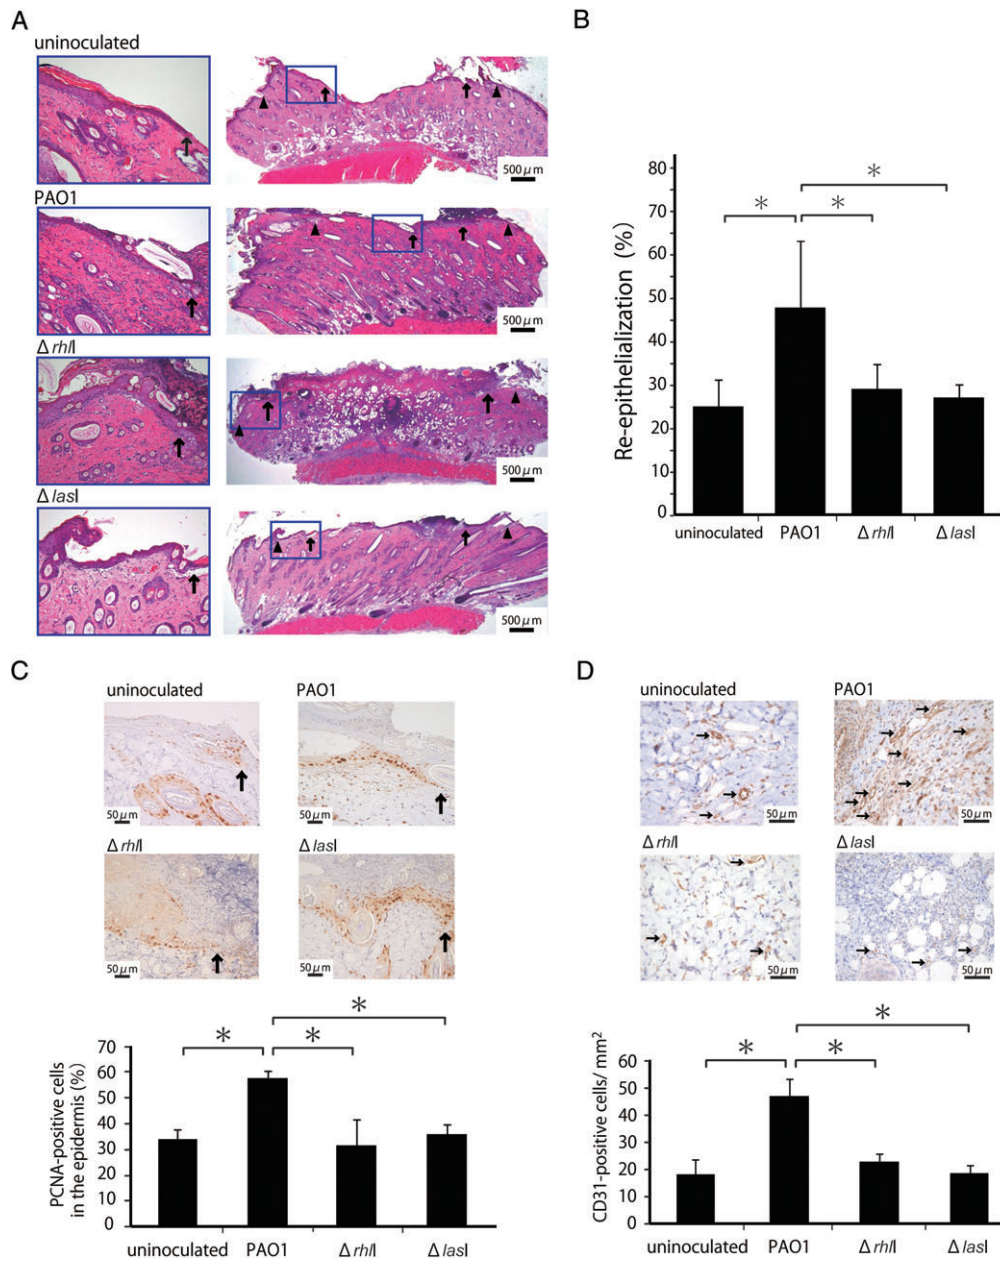 A
uninoculated
500 μm
PAO1
500 μm
Δ rhlI
500 μm
Δ lasI
500 μm
B
Re-epithelialization (%)
80
70
60
50
40
30
20
10
0
*
*
*
uninoculated PAO1 Δ rhlI Δ lasI
C
uninoculated PAO1
50 μm 50 μm
Δ rhlI Δ lasI
50 μm 50 μm
PCNA-positive cells
in the epidermis (%)
70
60
50
40
30
20
10
0
*
* *
uninoculated PAO1 Δ rhlI Δ lasI
D
uninoculated PAO1
50 μm 50 μm
Δ rhlI Δ lasI
50 μm 50 μm
CD31-positive cells/ mm²
60
50
40
30
20
10
0
*
* *
uninoculated PAO1 Δ rhlI Δ lasI